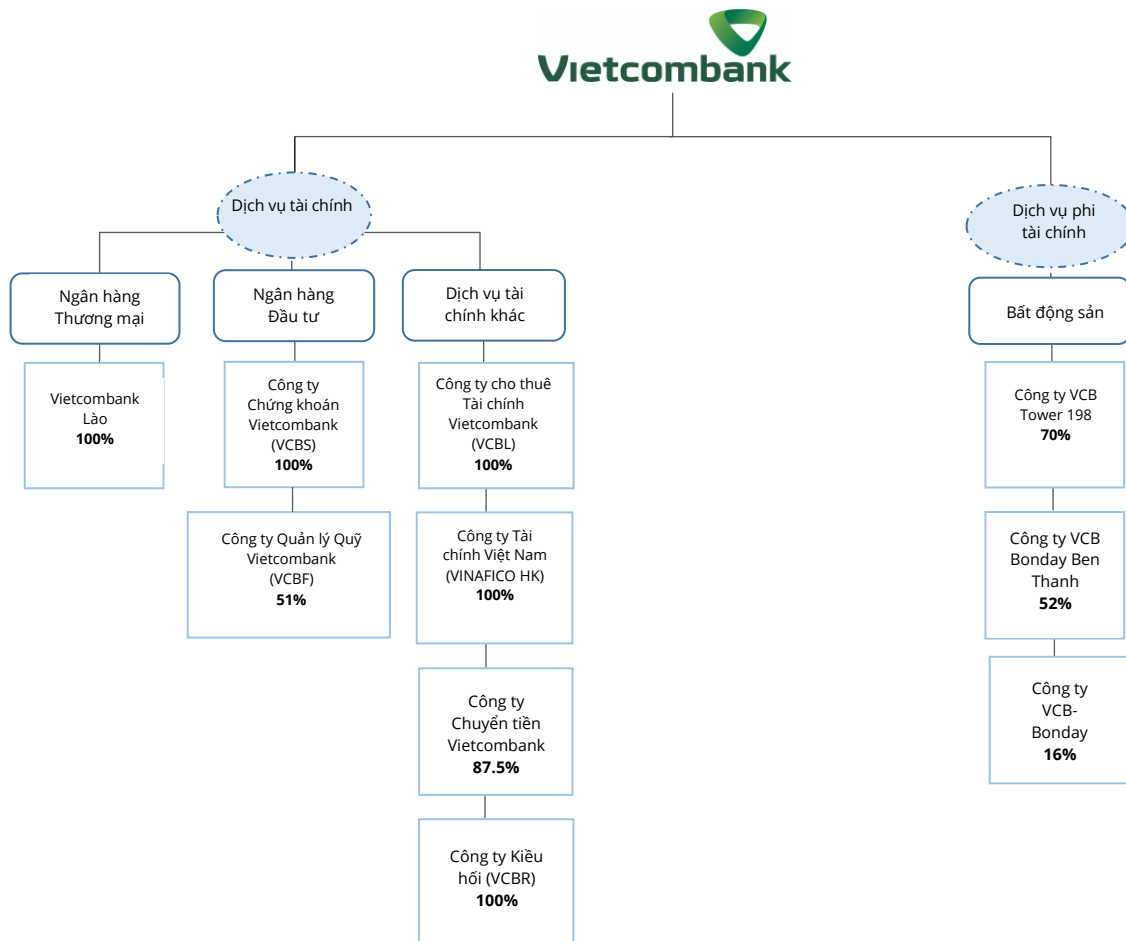 Vietcombank
Dịch vụ tài chính
Dịch vụ phi
tài chính
Ngân hàng
Thương mại
Ngân hàng
Đầu tư
Dịch vụ tài
chính khác
Bất động sản
Vietcombank
Lào
100%
Công ty
Chứng khoán
Vietcombank
(VCBS)
100%
Công ty cho thuê
Tài chính
Vietcombank
(VCBL)
100%
Công ty VCB
Tower 198
70%
Công ty Quản lý Quỹ
Vietcombank
(VCBF)
51%
Công ty Tài
chính Việt Nam
(VINAFICO HK)
100%
Công ty VCB
Bonday Ben
Thanh
52%
Công ty
Chuyển tiền
Vietcombank
87.5%
Công ty
VCB-
Bonday
16%
Công ty Kiều
hối (VCBR)
100%